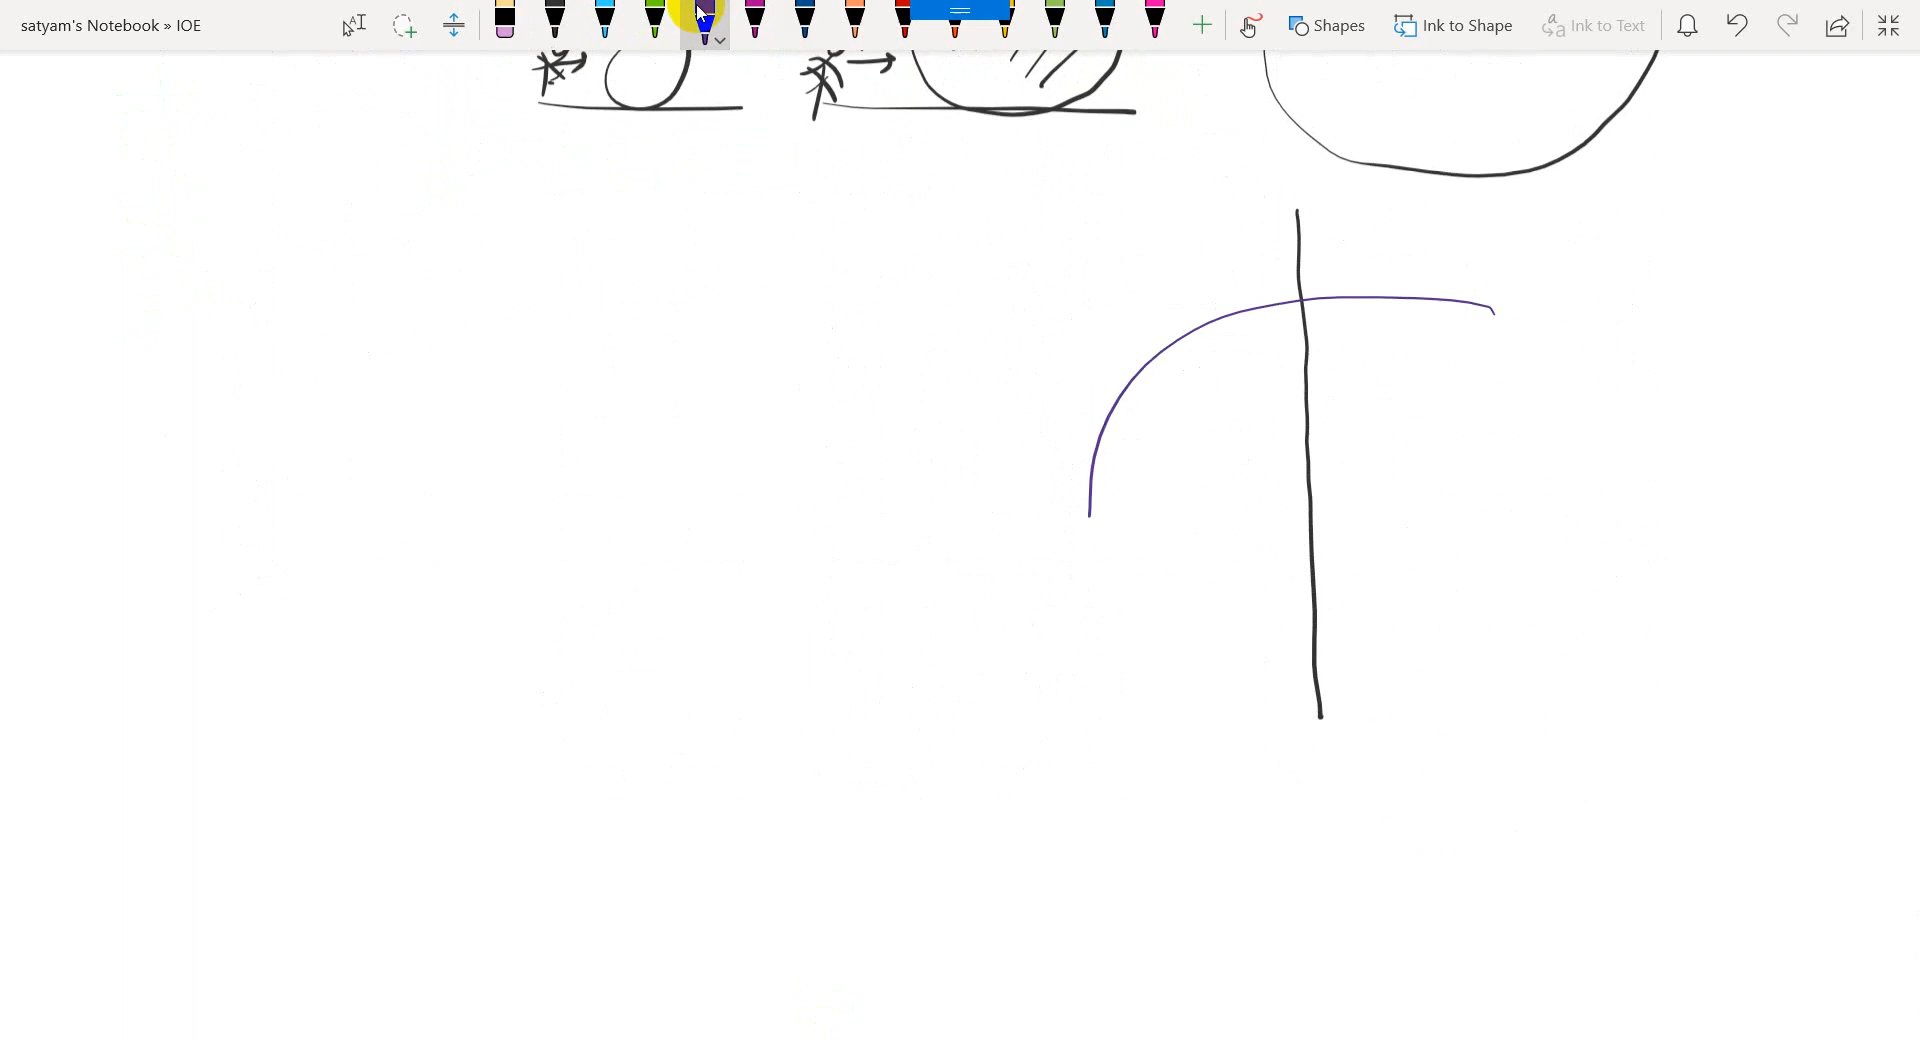 satyam's Notebook » IOE
Shapes
Ink to Shape
Ink to Text